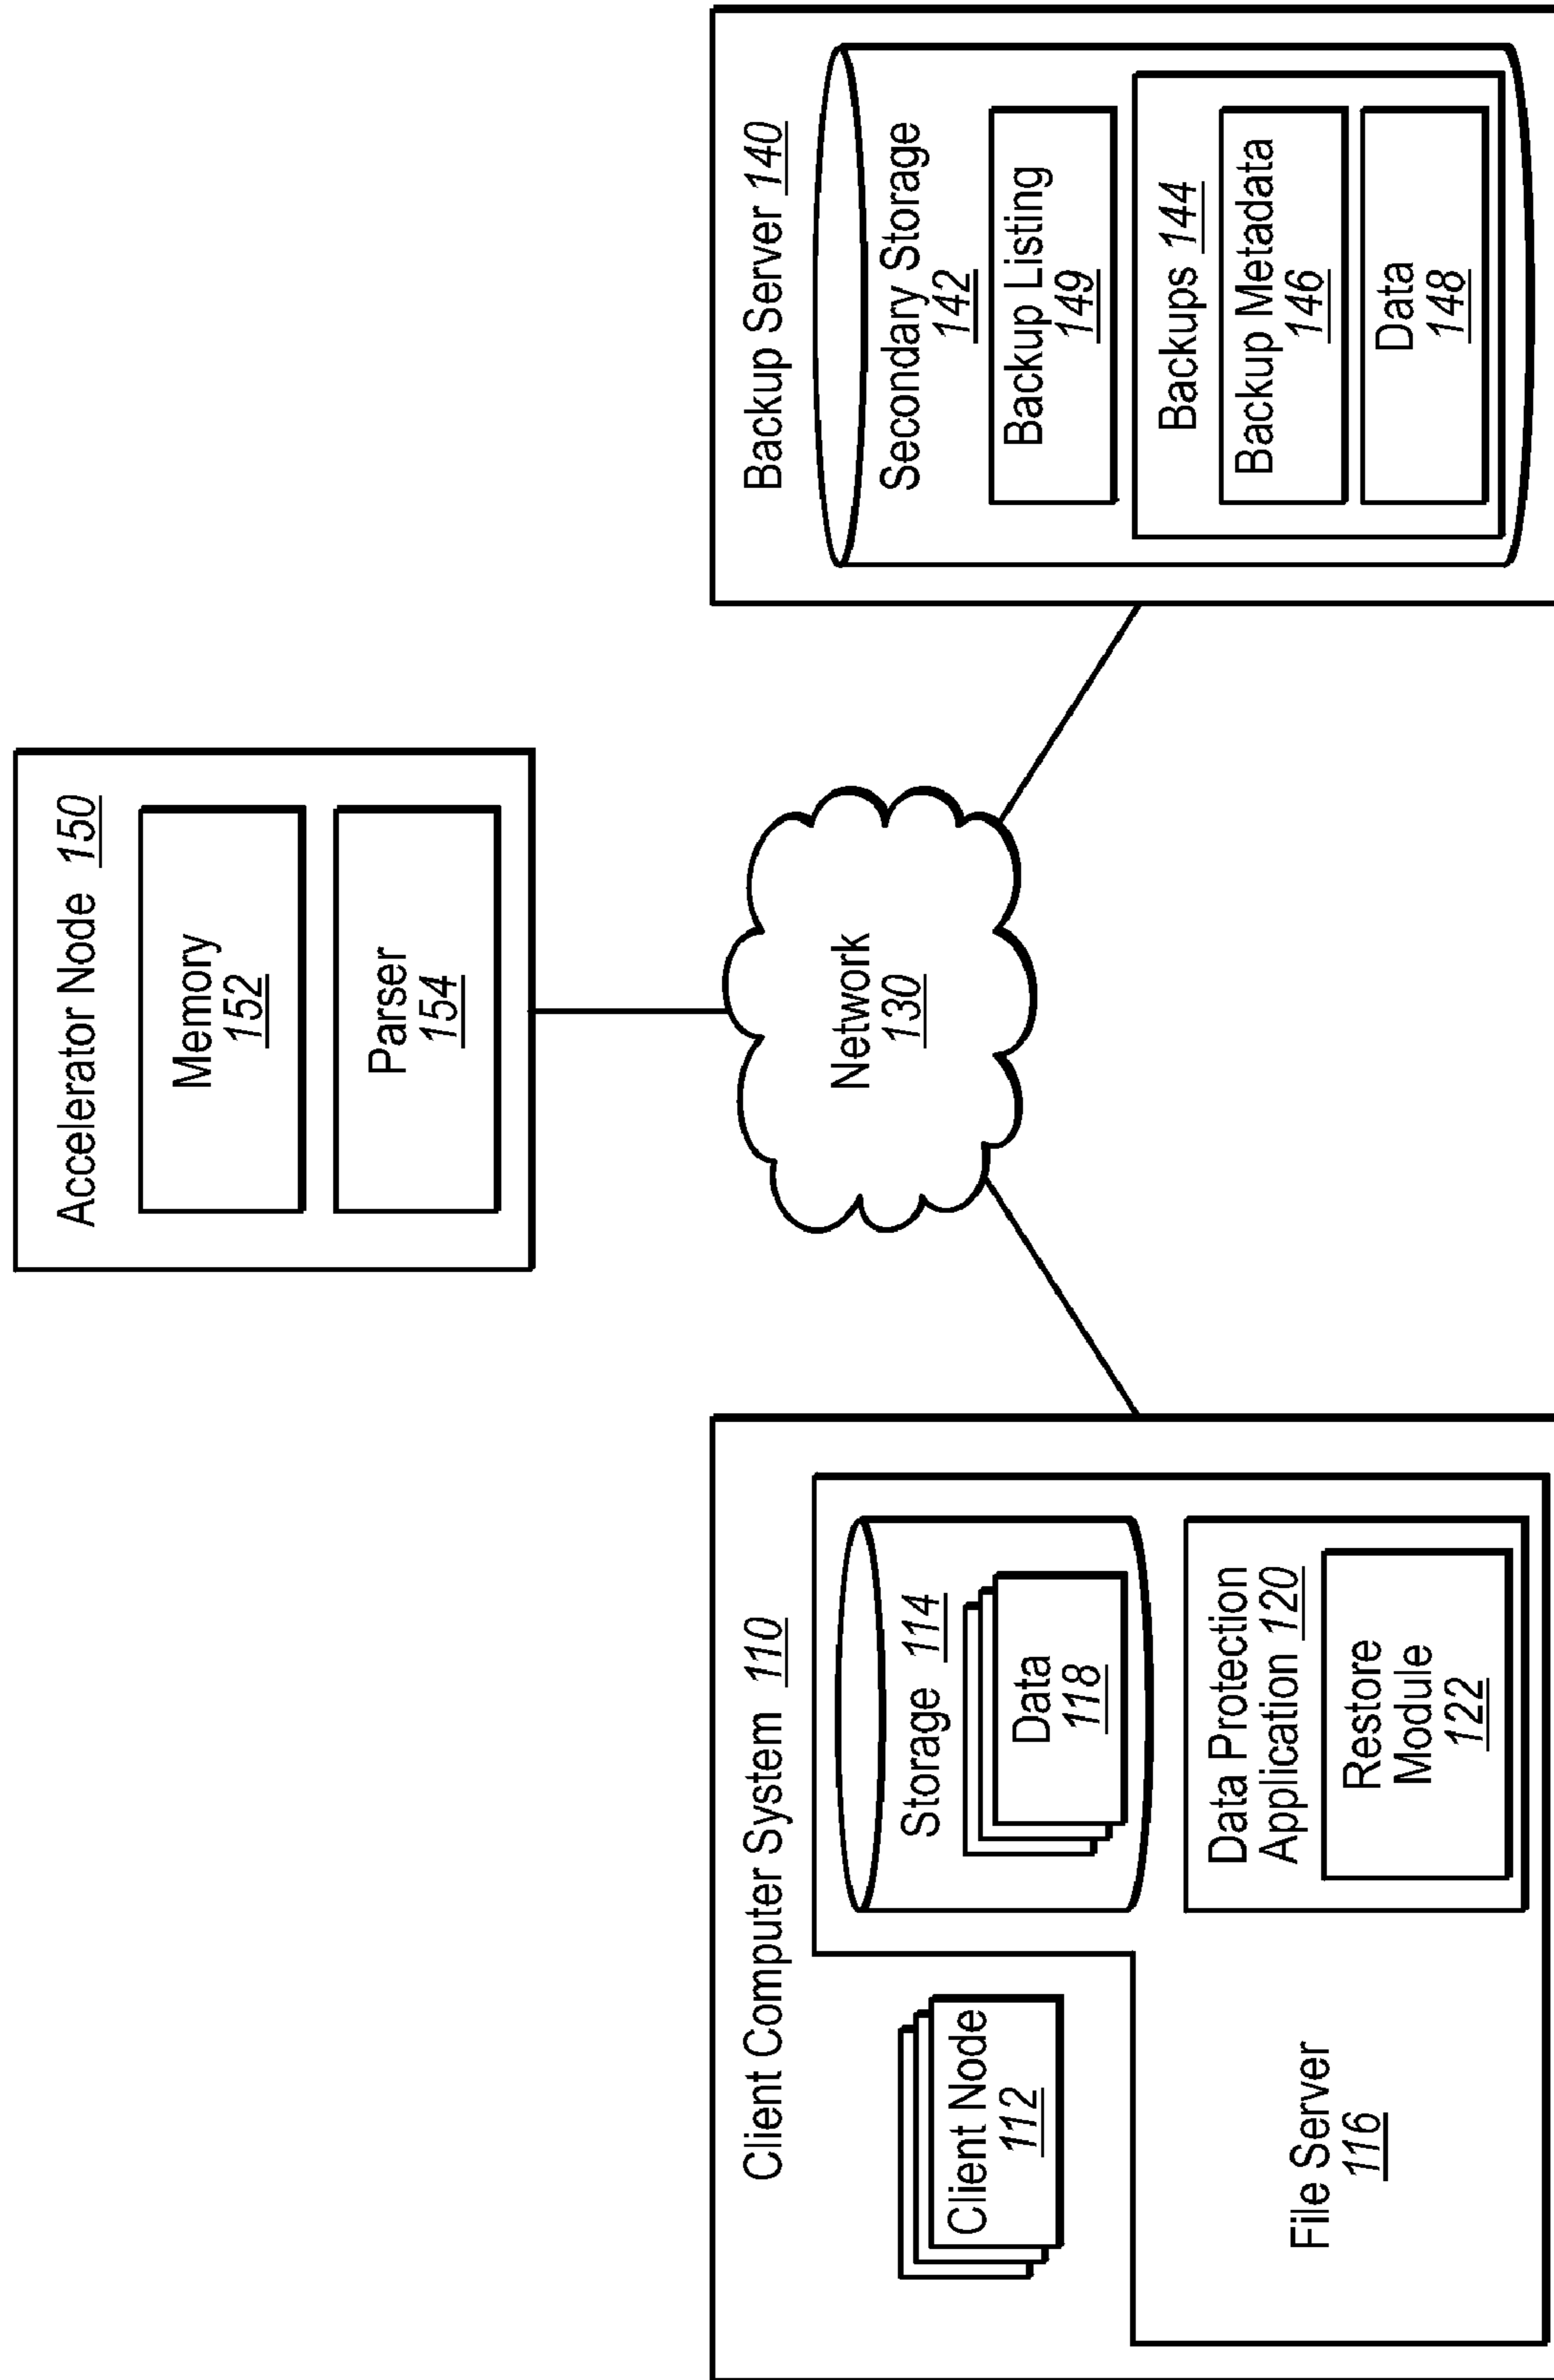 Accelerator Node 150
Memory
152
Parser
154
Network
130
Client Computer System 110
Client Node
112
Storage 114
Data
118
File Server
116
Data Protection
Application 120
Restore
Module
122
Backup Server 140
Secondary Storage
142
Backup Listing
149
Backups 144
Backup Metadata
146
Data
148